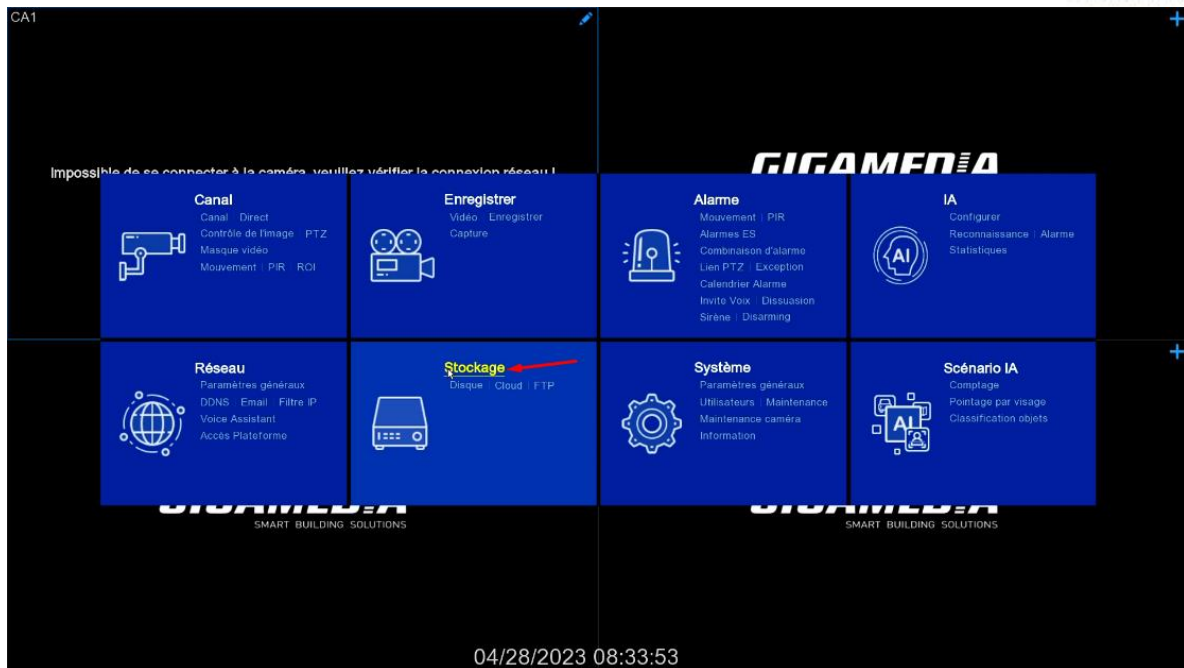 CA1
Impossible de se connecter à la caméra, veuillez vérifier la connexion réseau !
GIGAMEDIA
Canal
Canal | Direct
Contrôle de l'image | PTZ
Masque vidéo
Mouvement | PIR | ROI
Enregistrer
Vidéo | Enregistrer
Capture
Alarme
Mouvement | PIR
Alarmes ES
Combinaison d'alarme
Lien PTZ | Exception
Calendrier Alarme
Invite Voix | Dissuasion
Sirène | Disarming
IA
Configurer
Reconnaissance | Alarme
Statistiques
Réseau
Paramètres généraux
DDNS | Email | Filtre IP
Voice Assistant
Accès Plateforme
Stockage
Disque | Cloud | FTP
Système
Paramètres généraux
Utilisateurs | Maintenance
Maintenance caméra
Information
Scénario IA
Comptage
Pointage par visage
Classification objets
GIGAMEDIA
SMART BUILDING SOLUTIONS
GIGAMEDIA
SMART BUILDING SOLUTIONS
04/28/2023 08:33:53